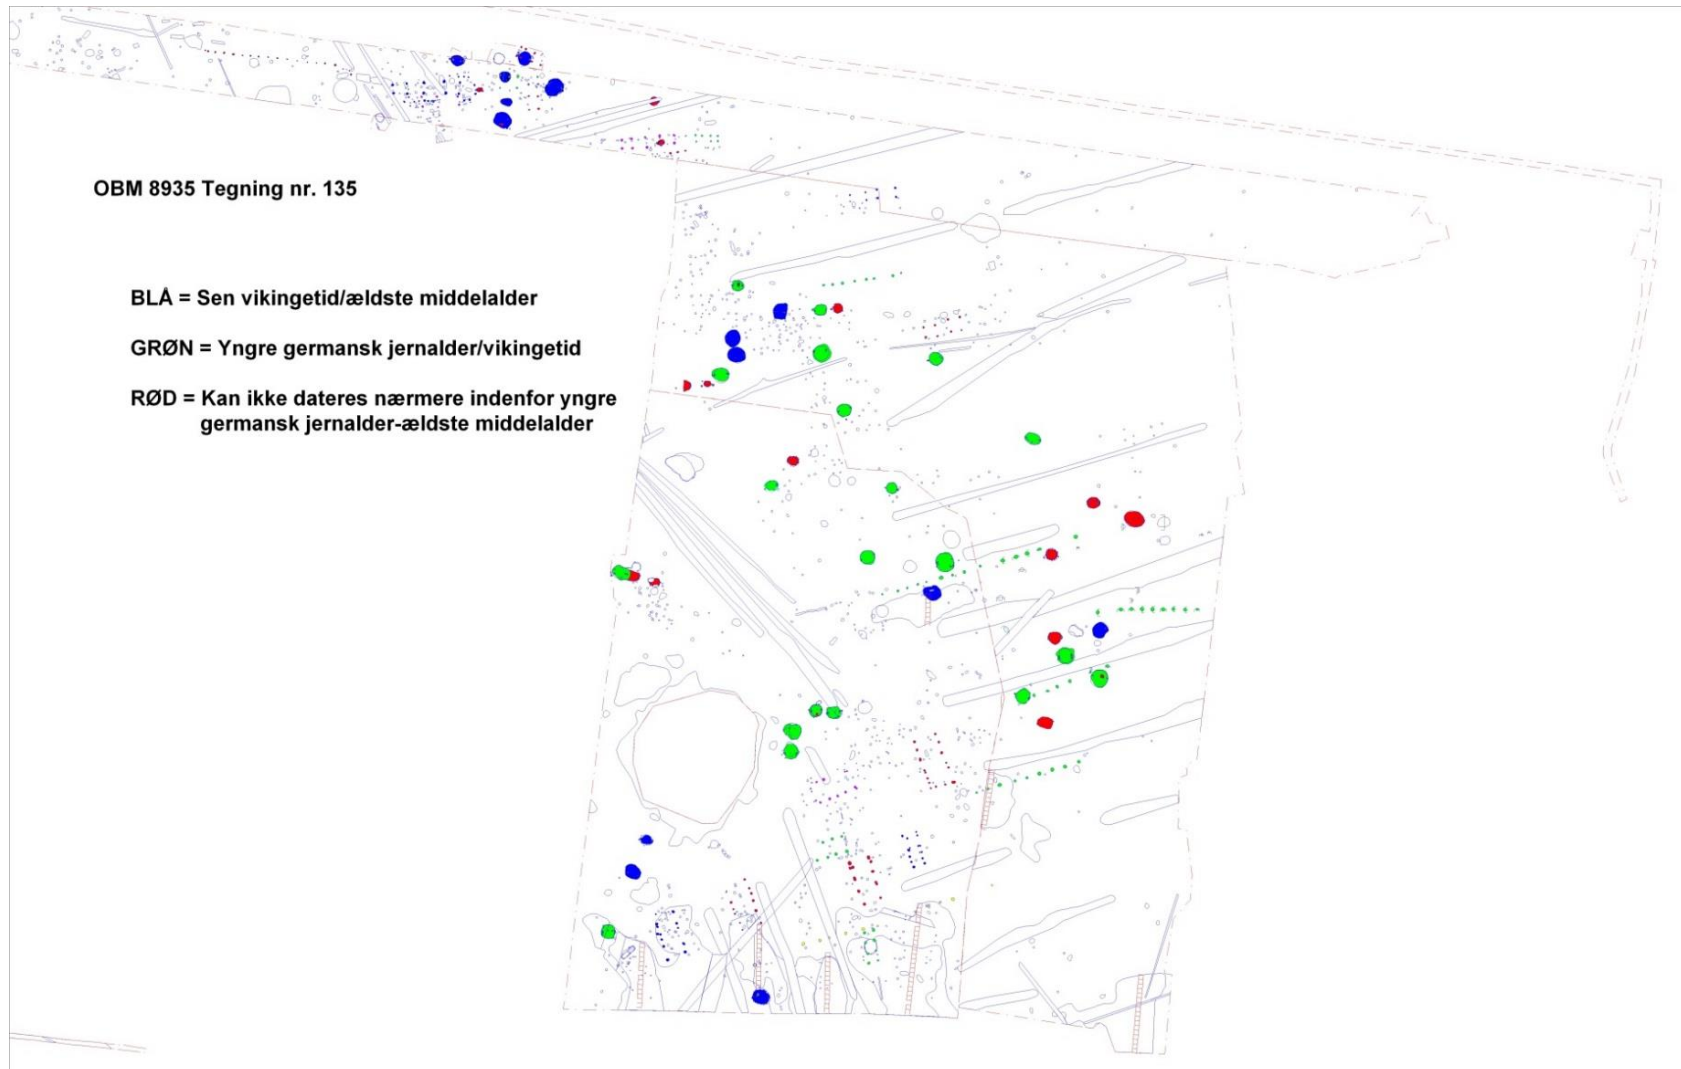 OBM 8935 Tegning nr. 135
BLÅ = Sen vikingetid/ældste middelalder
GRØN = Yngre germansk jernalder/vikingetid
RØD = Kan ikke dateres nærmere indenfor yngre
germansk jernalder-ældste middelalder